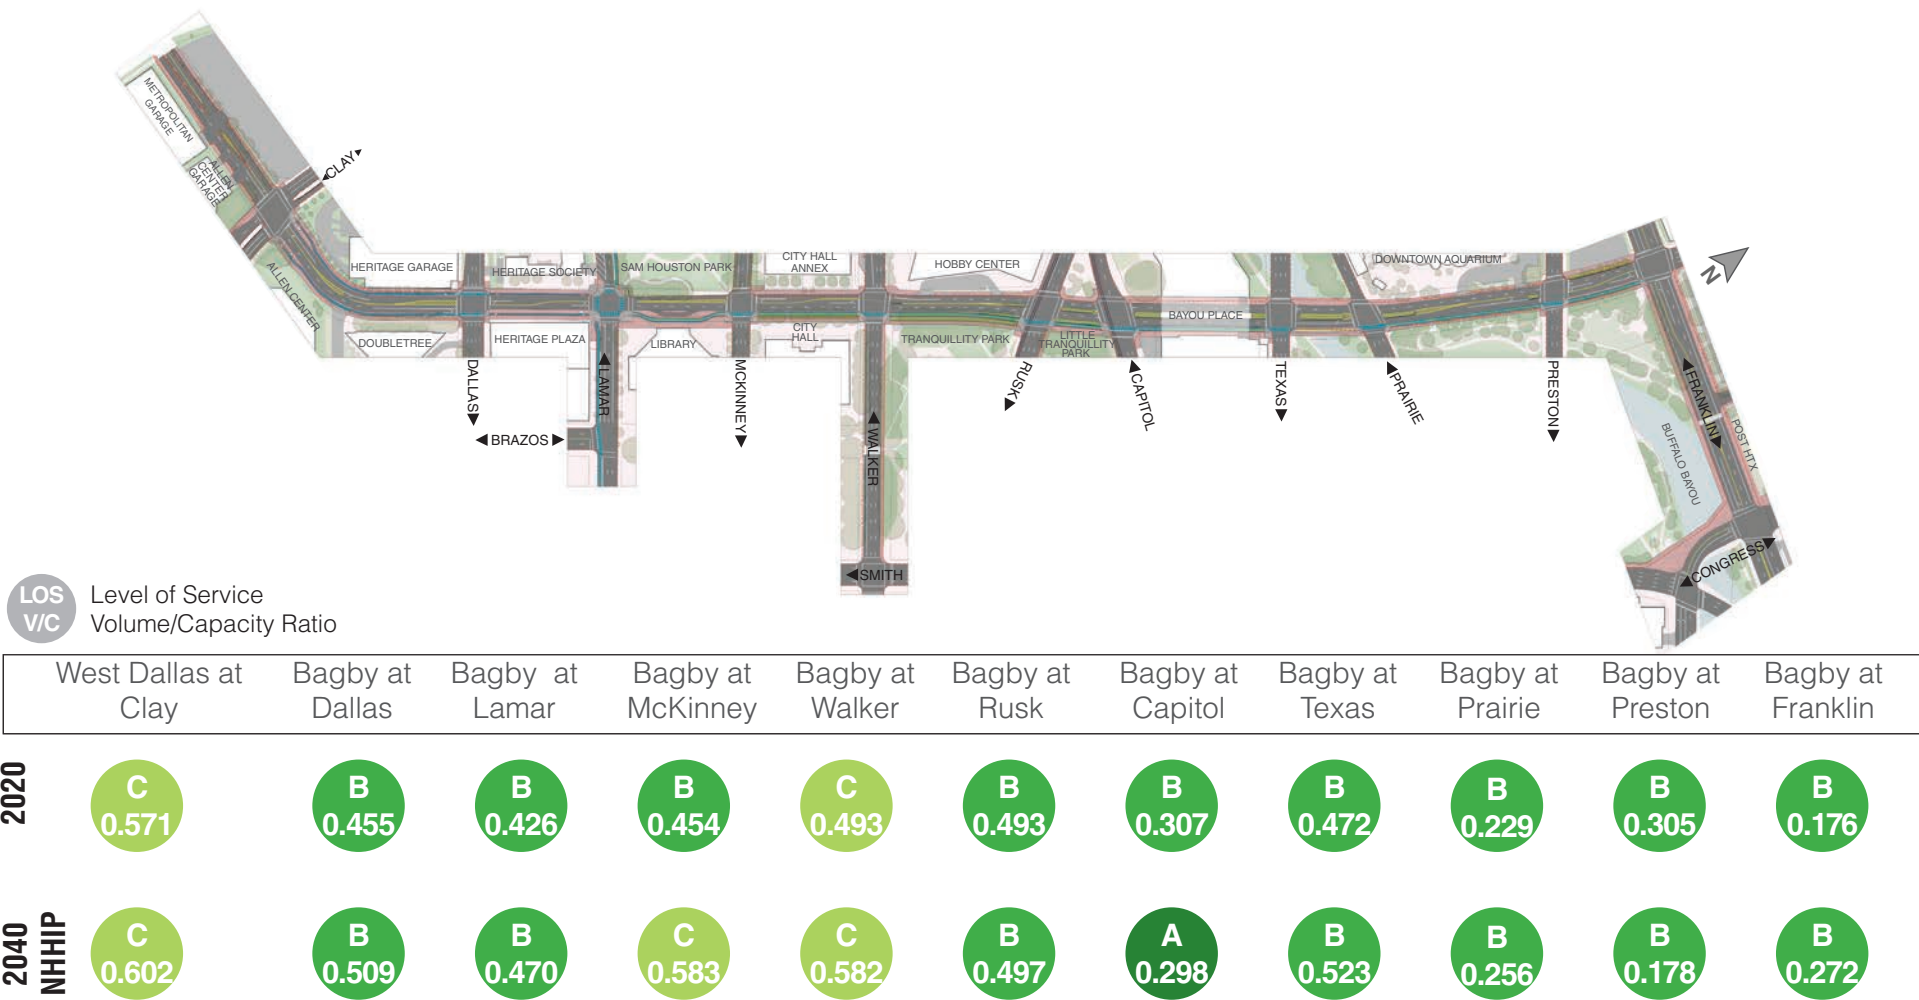 METROPOLITAN
GARAGE
ALLEN
CENTER
GARAGE
CLAY
ALLEN CENTER
HERITAGE GARAGE
HERITAGE SOCIETY
SAM HOUSTON PARK
CITY HALL
ANNEX
HOBBY CENTER
DOWNTOWN AQUARIUM
N
DOUBLETREE
HERITAGE PLAZA
LIBRARY
CITY
HALL
TRANQUILLITY PARK
LITTLE
TRANQUILLITY
PARK
BAYOU PLACE
DALLAS
BRAZOS
LAMAR
MCKINNEY
WALKER
SMITH
RUSK
CAPITOL
TEXAS
PRAIRIE
PRESTON
FRANKLIN
POST HTX
BUFFALO BAYOU
CONGRESS
LOS
V/C
Level of Service
Volume/Capacity Ratio
West Dallas at
Clay
Bagby at
Dallas
Bagby at
Lamar
Bagby at
McKinney
Bagby at
Walker
Bagby at
Rusk
Bagby at
Capitol
Bagby at
Texas
Bagby at
Prairie
Bagby at
Preston
Bagby at
Franklin
2020
C
0.571
B
0.455
B
0.426
B
0.454
C
0.493
B
0.493
B
0.307
B
0.472
B
0.229
B
0.305
B
0.176
2040
NHHIP
C
0.602
B
0.509
B
0.470
C
0.583
C
0.582
B
0.497
A
0.298
B
0.523
B
0.256
B
0.178
B
0.272